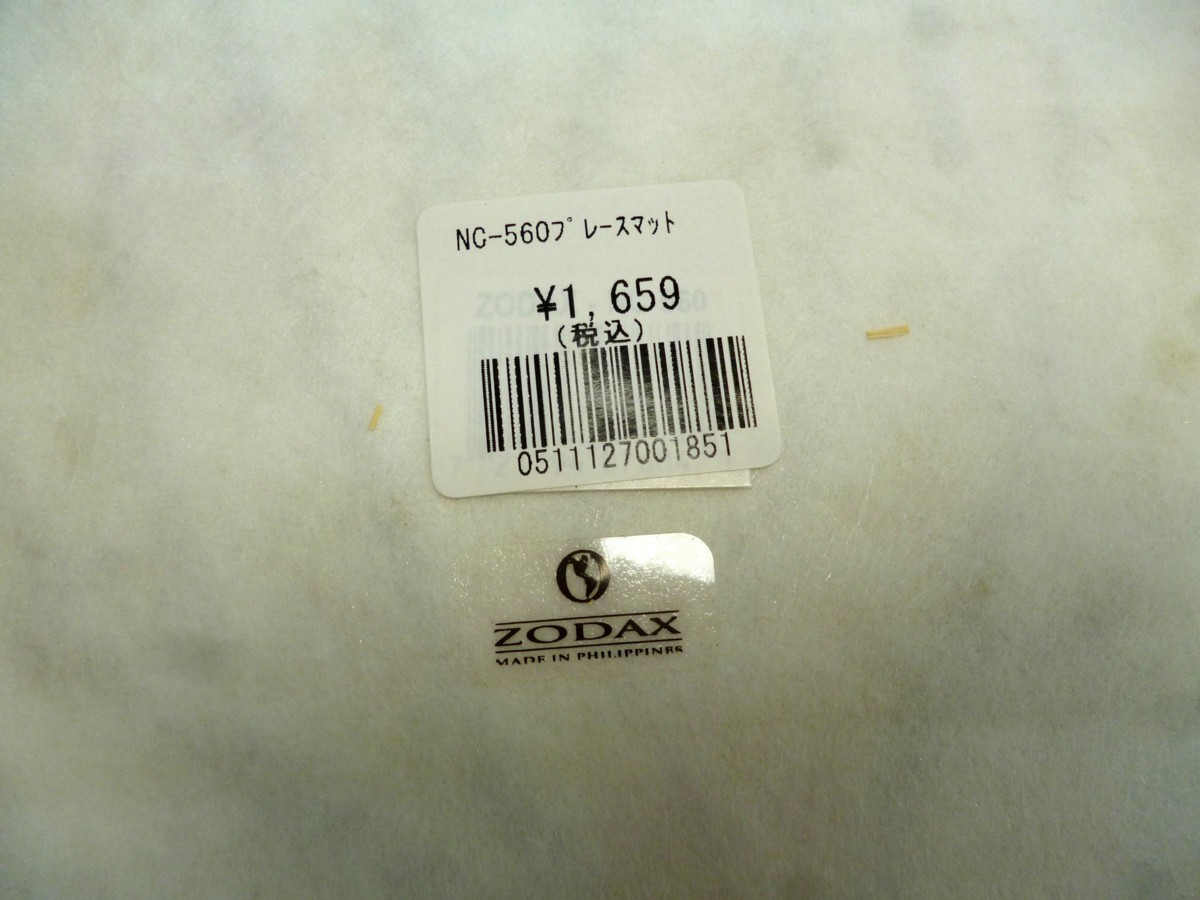 NC-560ﾌﾟﾚｰｽﾏｯﾄ
¥1,659
(税込)
0511127001851
ZODAX
MADE IN PHILIPPINES